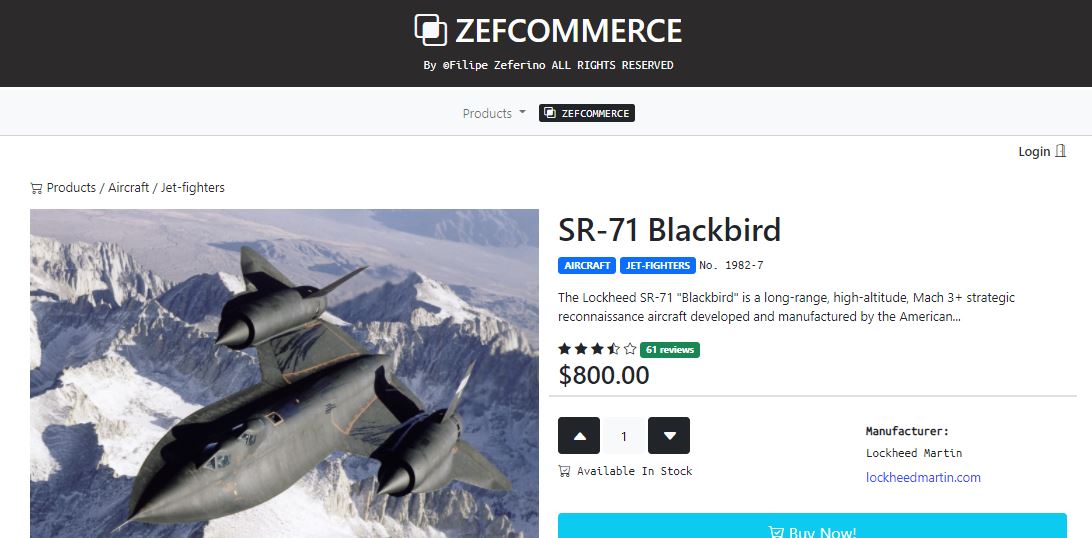 ZEFCOMMERCE
By @Filipe Zeferino ALL RIGHTS RESERVED
Products
ZEFCOMMERCE
Login
Products / Aircraft / Jet-fighters
SR-71 Blackbird
AIRCRAFT JET-FIGHTERS No. 1982-7
The Lockheed SR-71 "Blackbird" is a long-range, high-altitude, Mach 3+ strategic
reconnaissance aircraft developed and manufactured by the American...
61 reviews
$800.00
1
Available In Stock
Manufacturer:
Lockheed Martin
lockheedmartin.com
Buy Now!